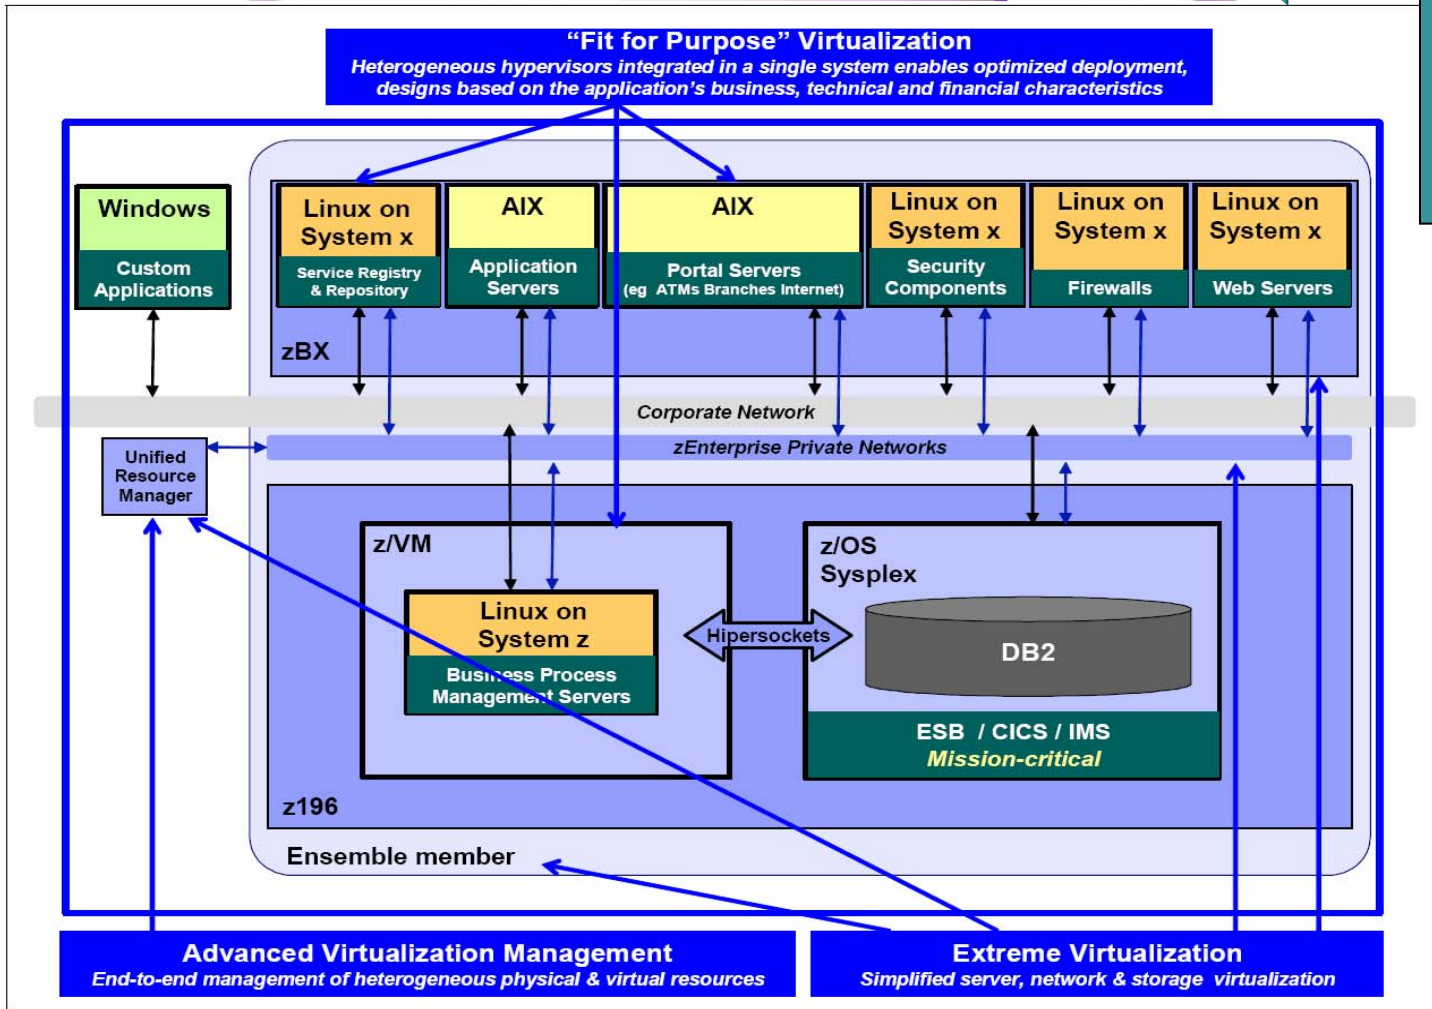 “Fit for Purpose” Virtualization
Heterogeneous hypervisors integrated in a single system enables optimized deployment,
designs based on the application’s business, technical and financial characteristics
Windows
Custom
Applications
Linux on
System x
Service Registry
& Repository
AIX
Application
Servers
AIX
Portal Servers
(eg ATMs Branches Internet)
Linux on
System x
Security
Components
Linux on
System x
Firewalls
Linux on
System x
Web Servers
zBX
Corporate Network
zEnterprise Private Networks
Unified
Resource
Manager
z/VM
Linux on
System z
Business Process
Management Servers
Hipersockets
z/OS
Sysplex
DB2
ESB / CICS / IMS
Mission-critical
z196
Ensemble member
Advanced Virtualization Management
End-to-end management of heterogeneous physical & virtual resources
Extreme Virtualization
Simplified server, network & storage virtualization